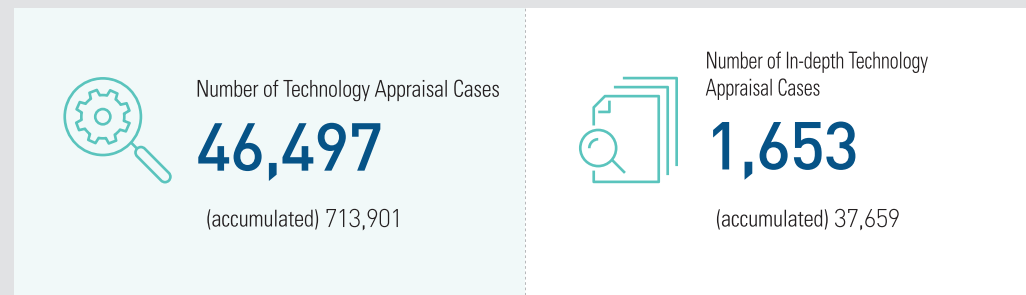 Number of Technology Appraisal Cases
46,497
(accumulated) 713,901
Number of In-depth Technology
Appraisal Cases
1,653
(accumulated) 37,659